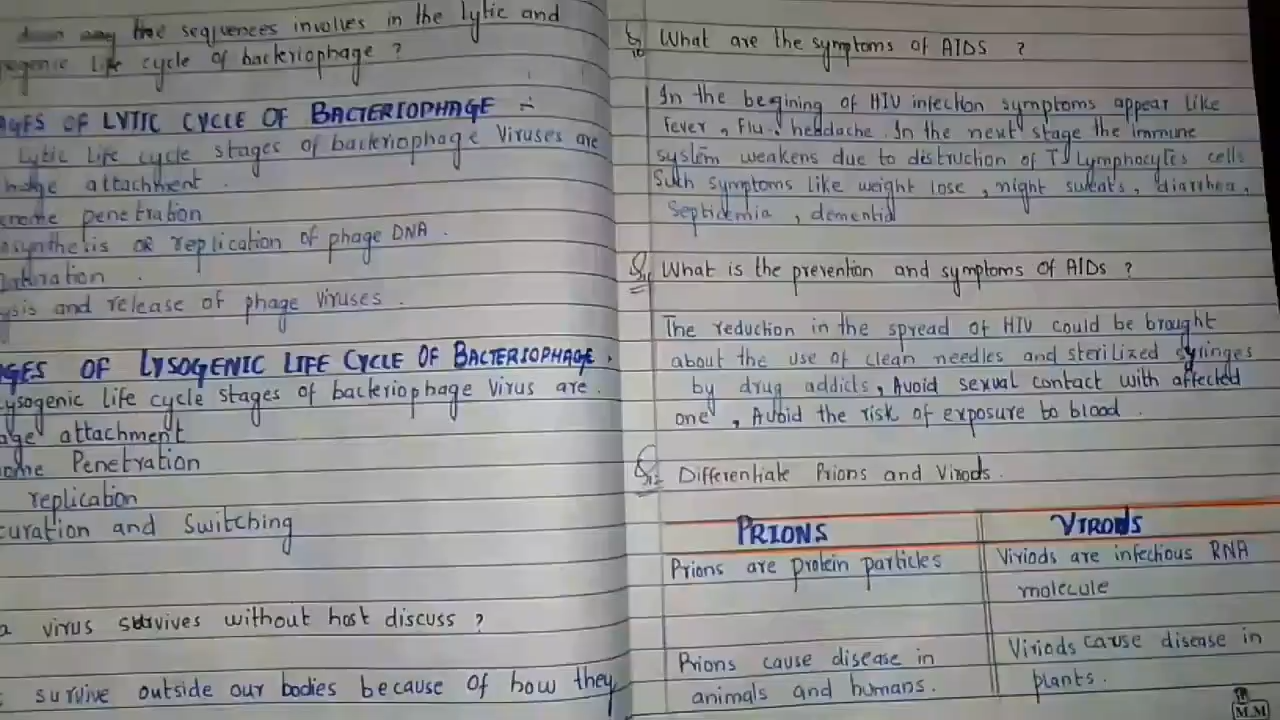 the sequences involves in the lytic and
life cycle of bacteriophage ?
OF LYTIC CYCLE OF BACTERIOPHAGE :-
Lytic life cycle stages of bacteriophage Viruses are
attachment.
penetration
or replication of phage DNA.
and release of phage viruses.
OF LYSOGENIC LIFE CYCLE OF BACTERIOPHAGE.
life cycle stages of bacteriophage Virus are.
attachment
Penetration
replication
and Switching
a virus survives without host discuss ?
survive outside our bodies because of how they
What are the symptoms of AIDS ?
In the begining of HIV infection symptoms appear like
fever, flu, heddache. In the next stage the immune
system weakens due to distruction of T Lymphocytes cells
Such symptoms like weight lose, night sweats, diarrhea,
Septidemia, dementia
Q11 What is the prevention and symptoms of AIDs ?
The reduction in the spread of HIV could be brought
about the use of clean needles and sterilized syringes
by drug addicts, Avoid sexual contact with affected
one, Avoid the risk of exposure to blood.
Q12 Differentiate Prions and Virods.
PRIONS VIRODS
Prions are protein particles
Viriods are infectious RNA
molecule
Prions cause disease in
animals and humans.
Viriods cause disease in
plants.
M.M